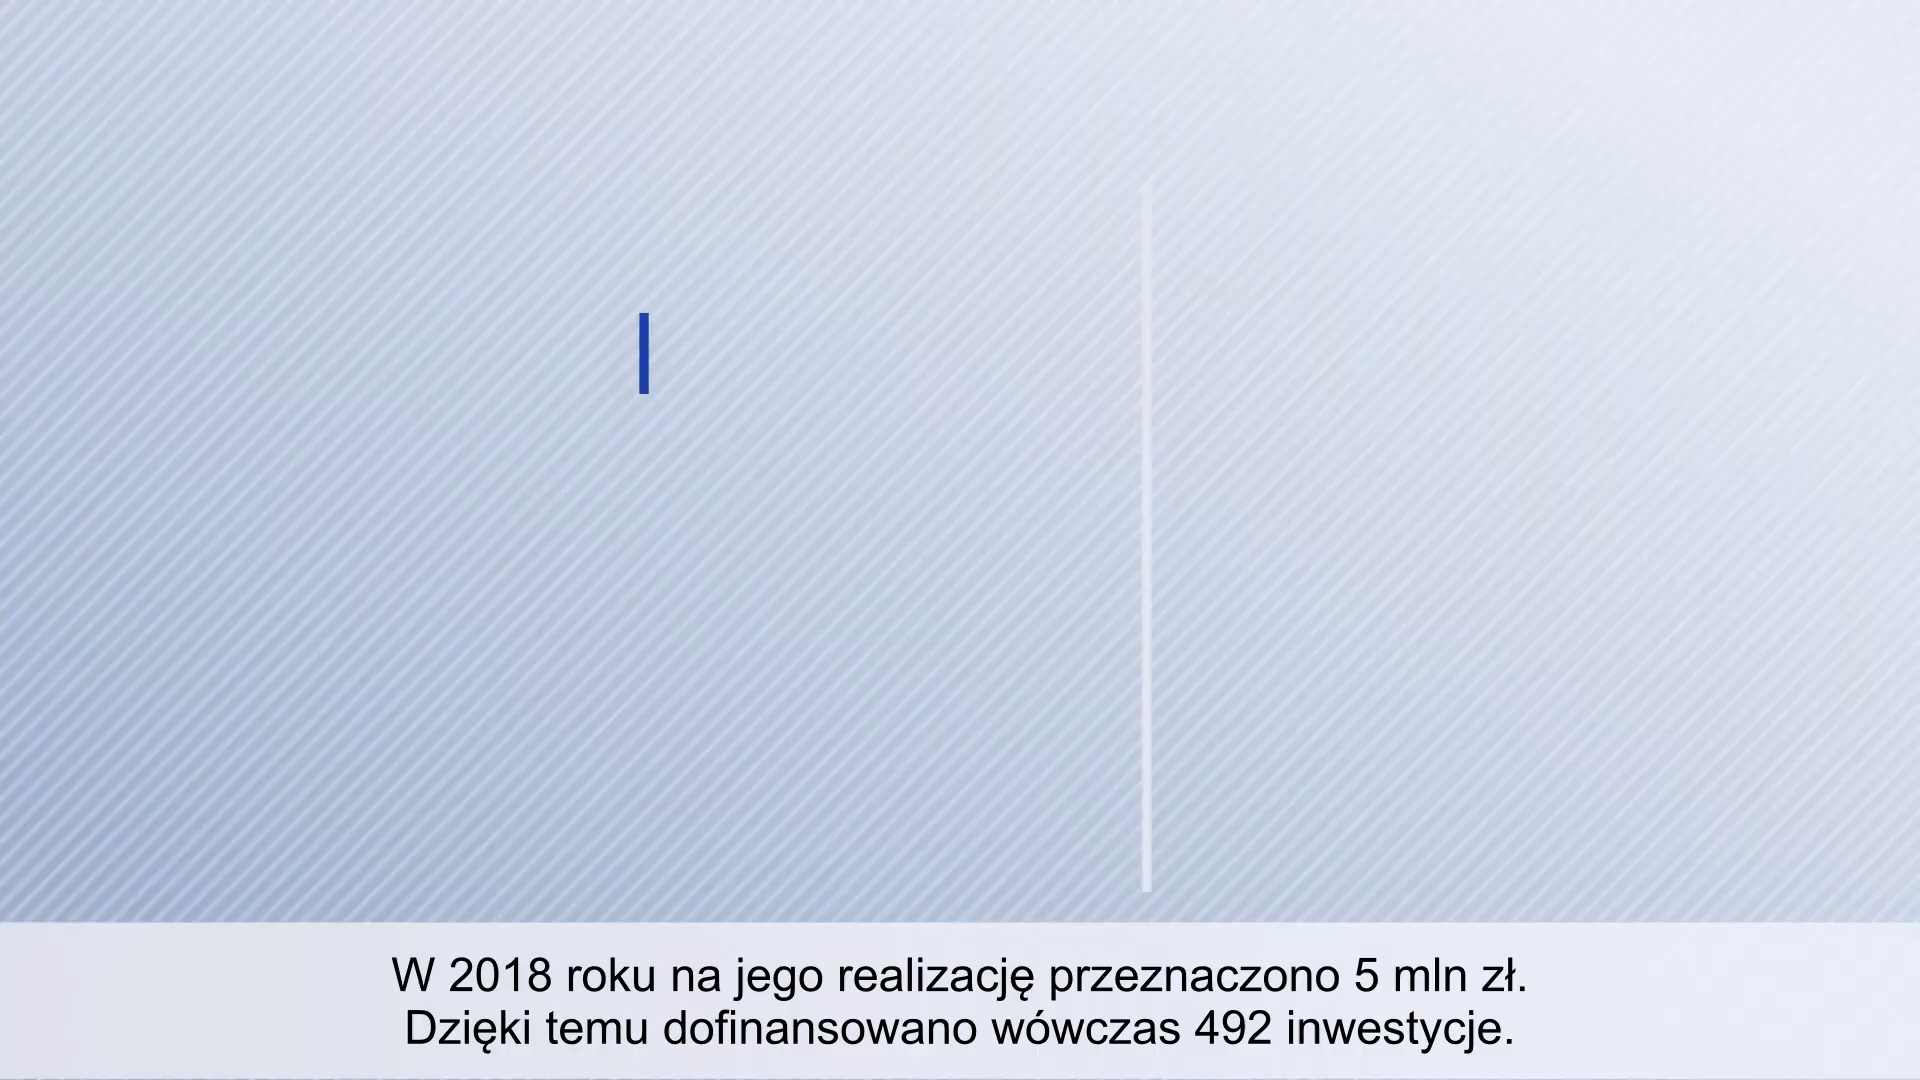 W 2018 roku na jego realizację przeznaczono 5 mln zł.
Dzięki temu dofinansowano wówczas 492 inwestycje.